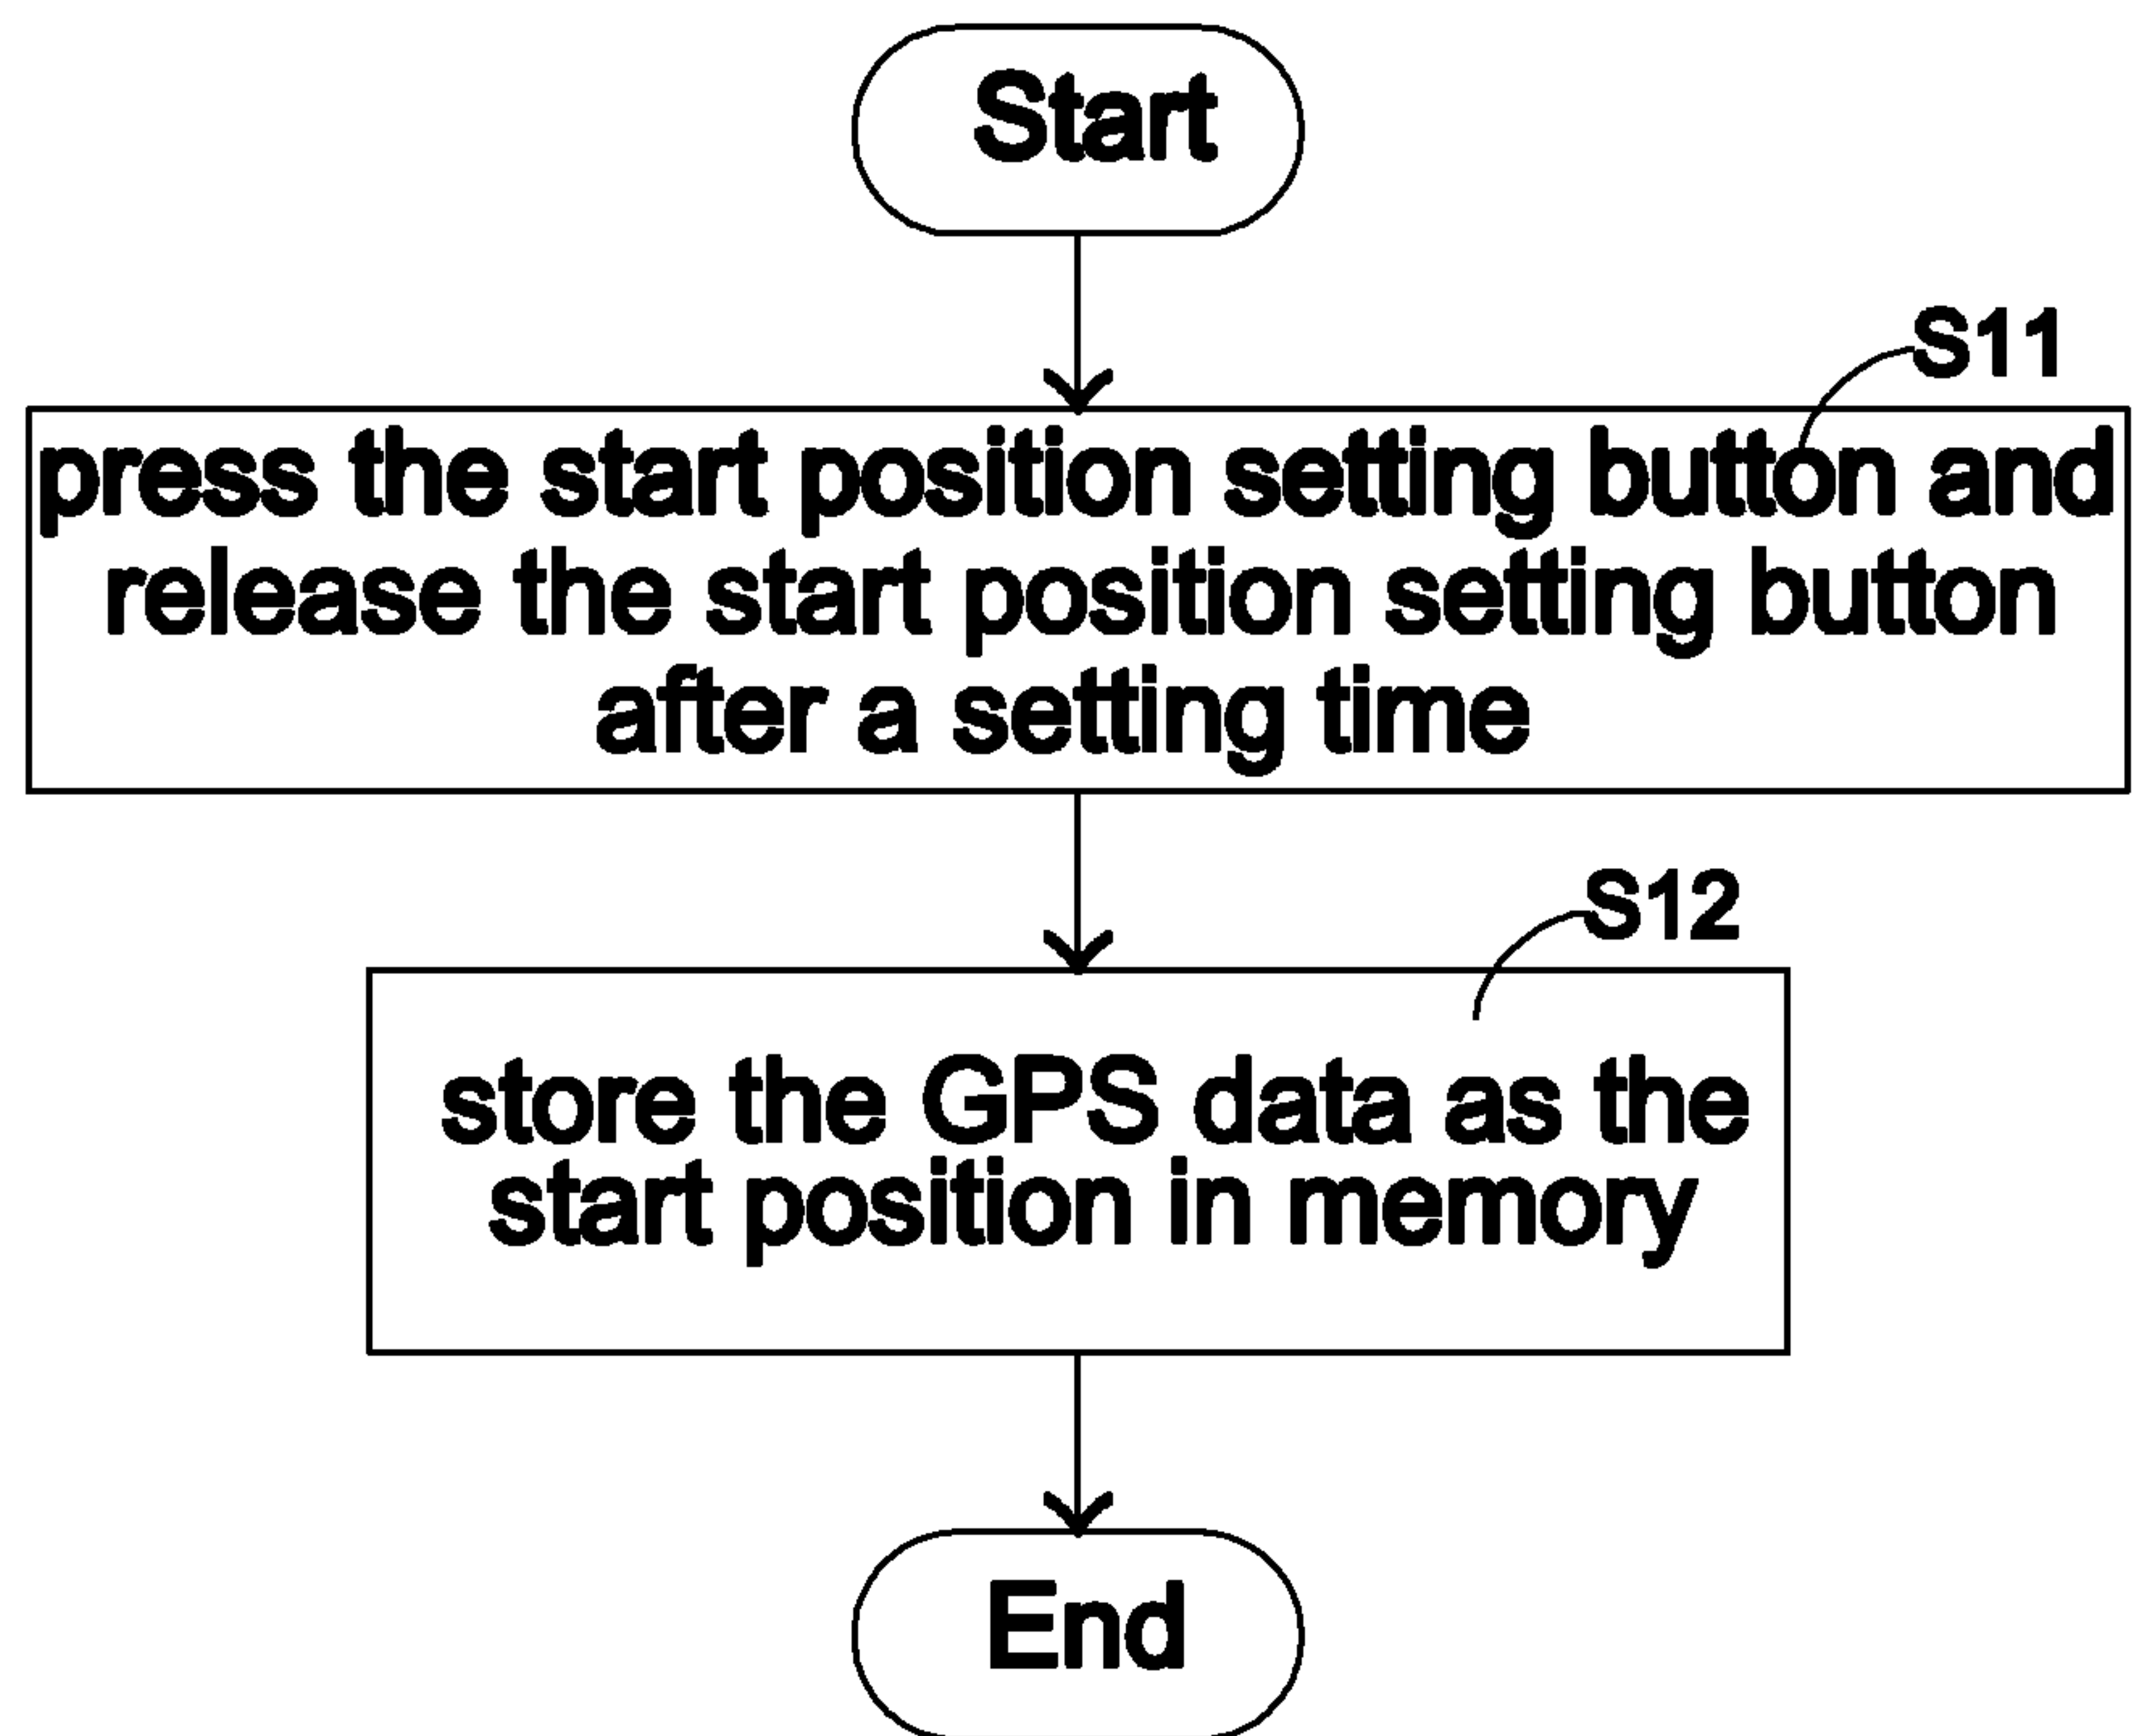 Start
S11
press the start position setting button and
release the start position setting button
after a setting time
S12
store the GPS data as the
start position in memory
End